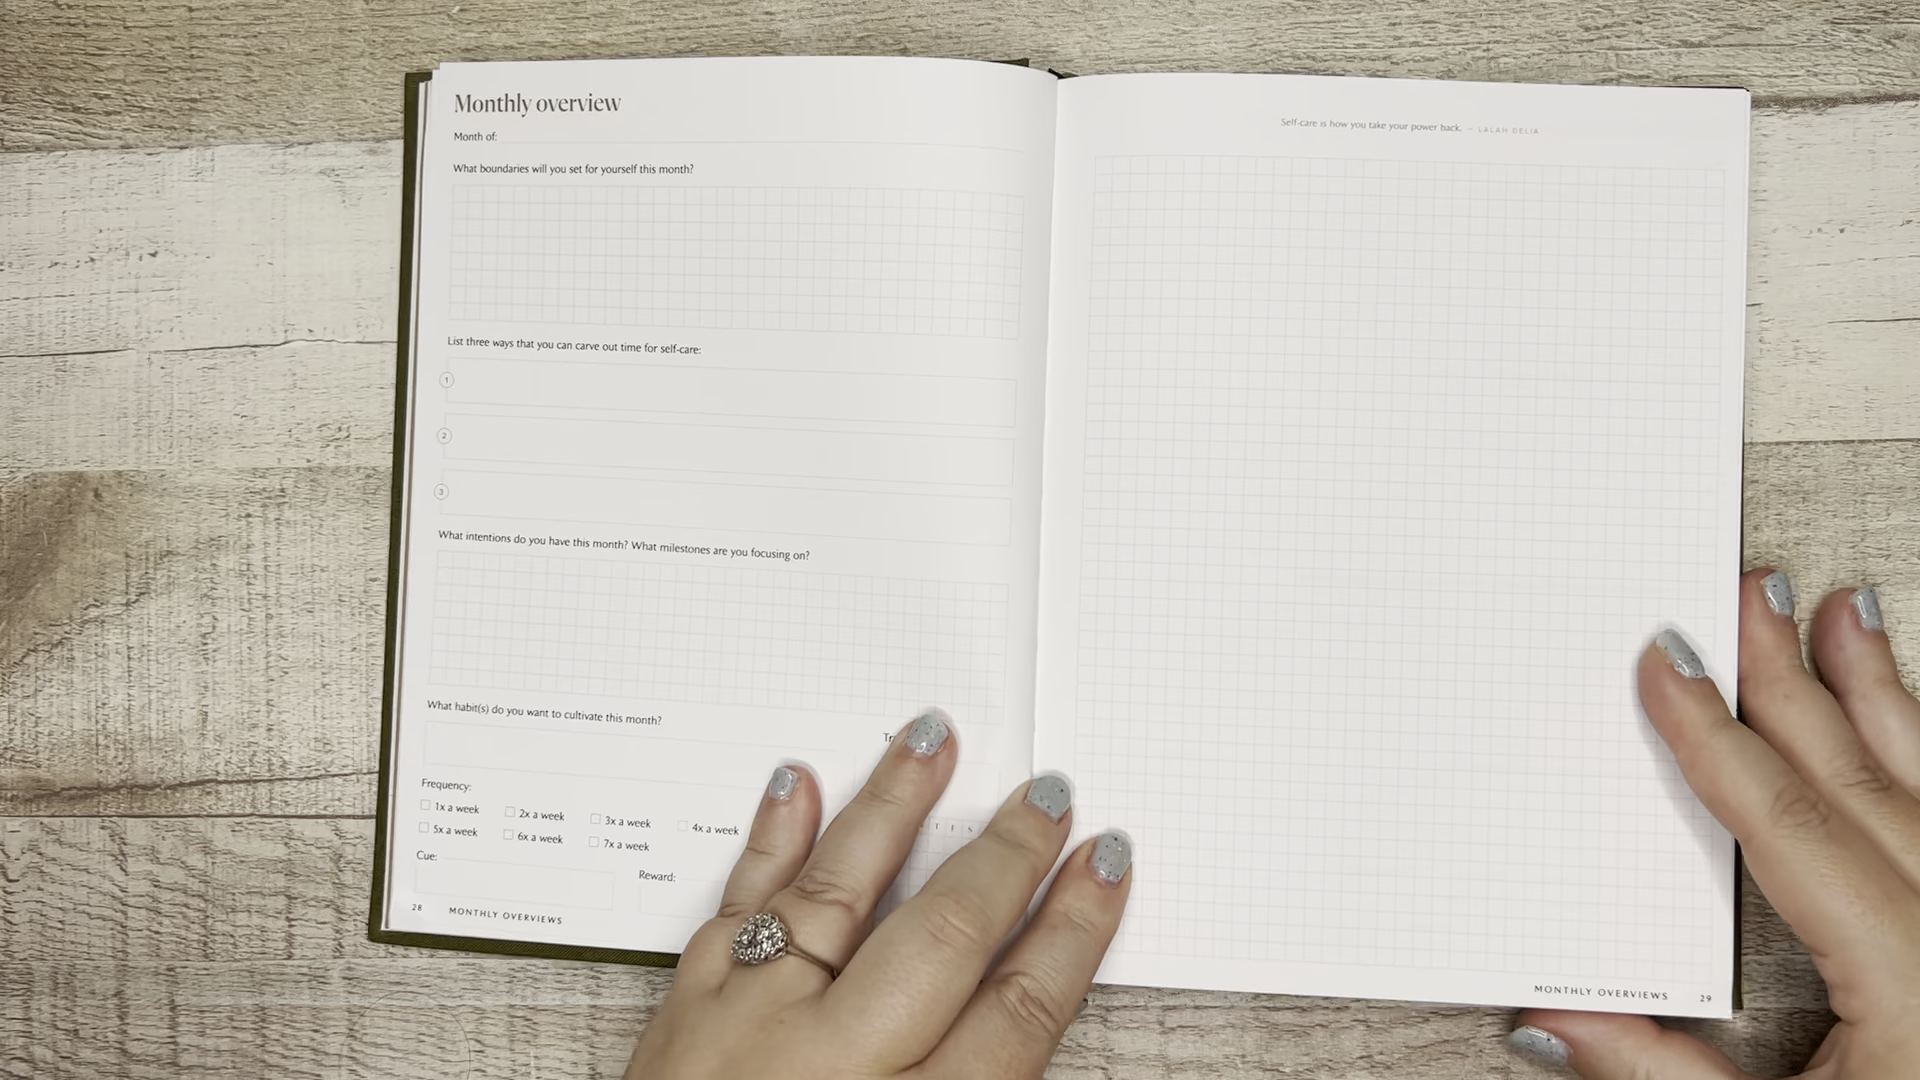 Monthly overview
Month of:
What boundaries will you set for yourself this month?
List three ways that you can carve out time for self-care:
1
2
3
What intentions do you have this month? What milestones are you focusing on?
What habit(s) do you want to cultivate this month?
Frequency:
1x a week 2x a week 3x a week 4x a week
5x a week 6x a week 7x a week
T F S
Cue:
Reward:
28 MONTHLY OVERVIEWS
Self-care is how you take your power back. — LALAH DELIA
MONTHLY OVERVIEWS 29